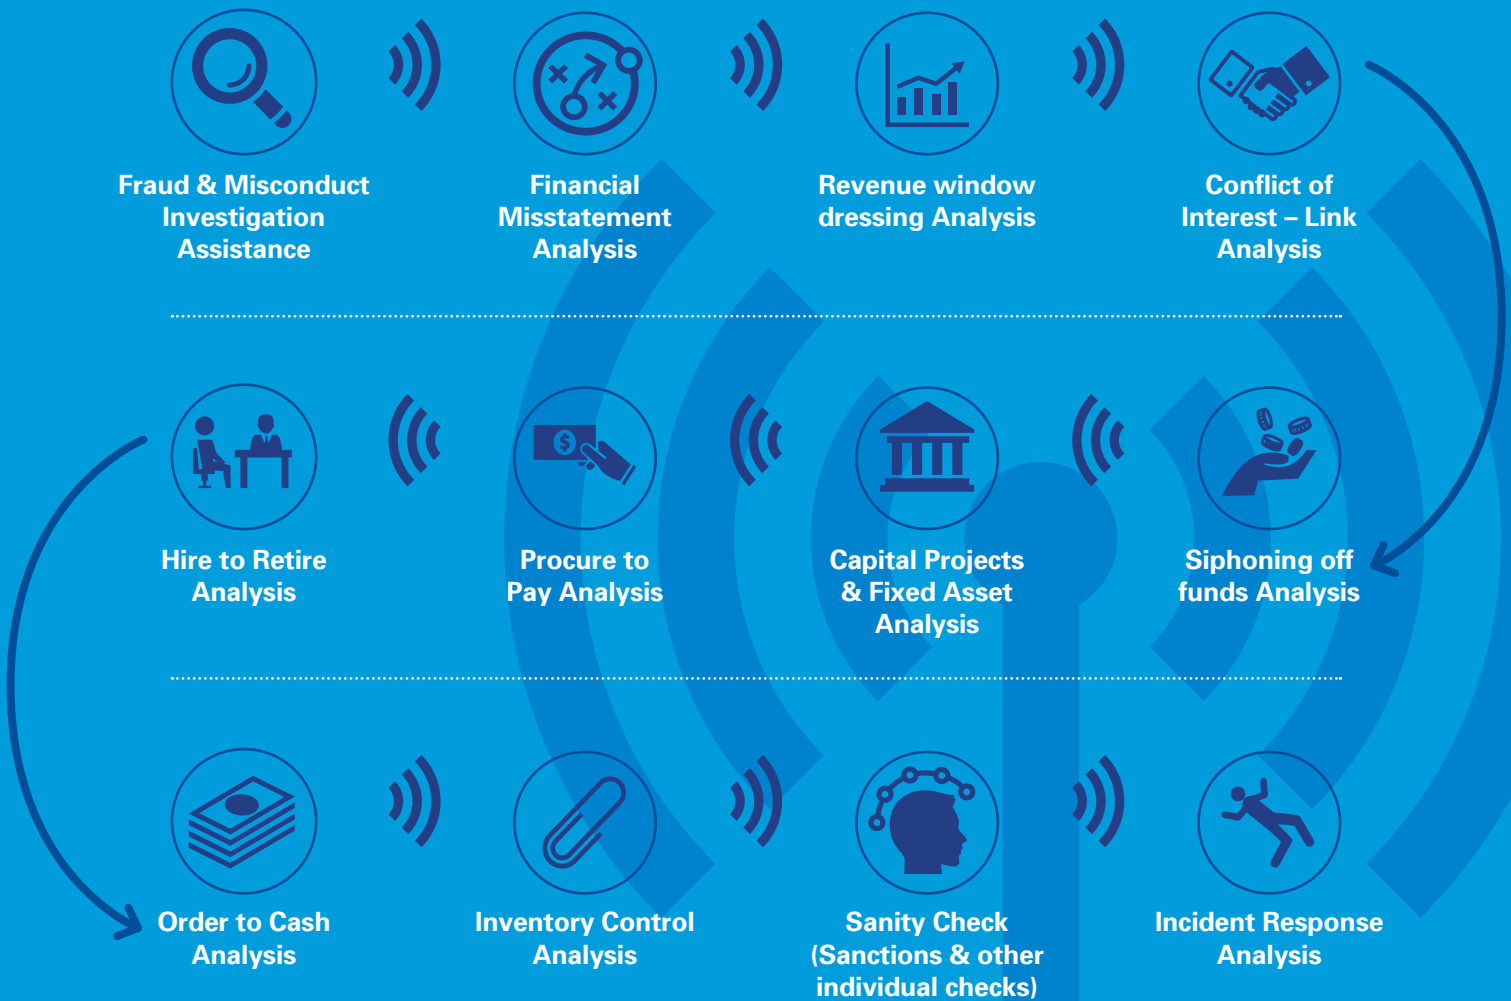 Fraud & Misconduct
Investigation
Assistance
Financial
Misstatement
Analysis
Revenue window
dressing Analysis
Conflict of
Interest – Link
Analysis
Hire to Retire
Analysis
Procure to
Pay Analysis
$
Capital Projects
& Fixed Asset
Analysis
Siphoning off
funds Analysis
Order to Cash
Analysis
Inventory Control
Analysis
Sanity Check
(Sanctions & other
individual checks)
Incident Response
Analysis